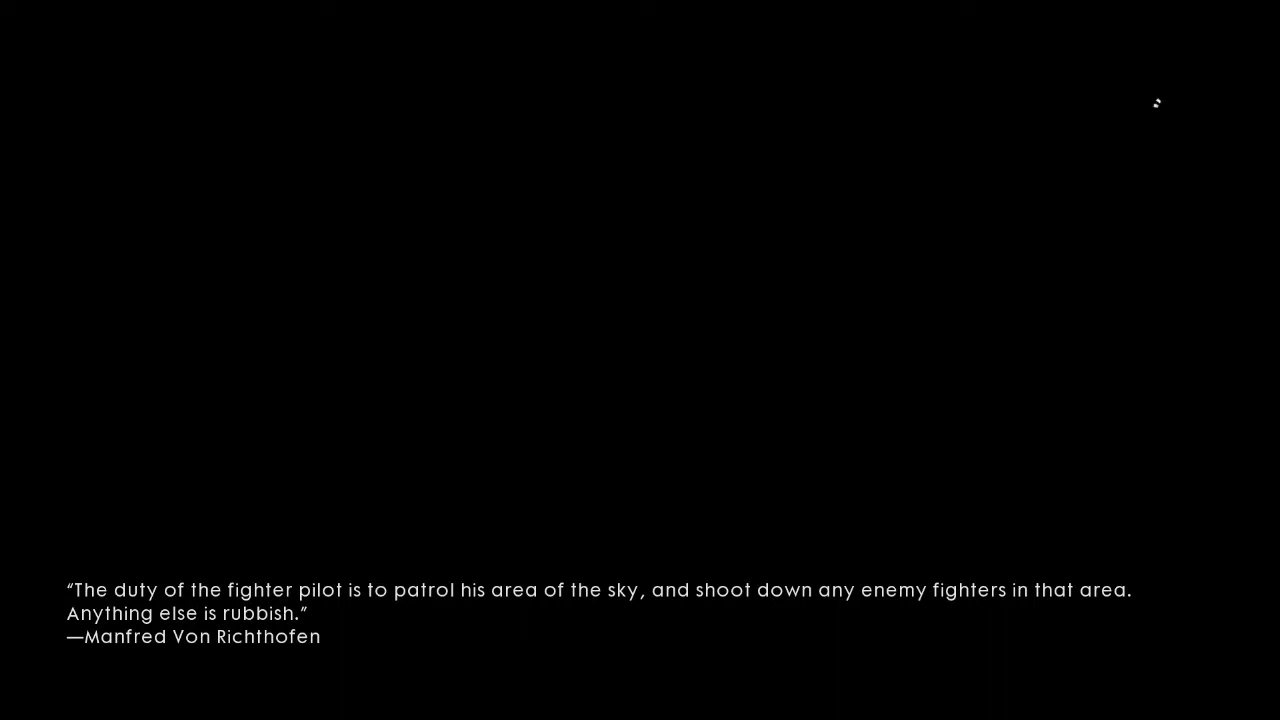 “The duty of the fighter pilot is to patrol his area of the sky, and shoot down any enemy fighters in that area.
Anything else is rubbish.”
—Manfred Von Richthofen